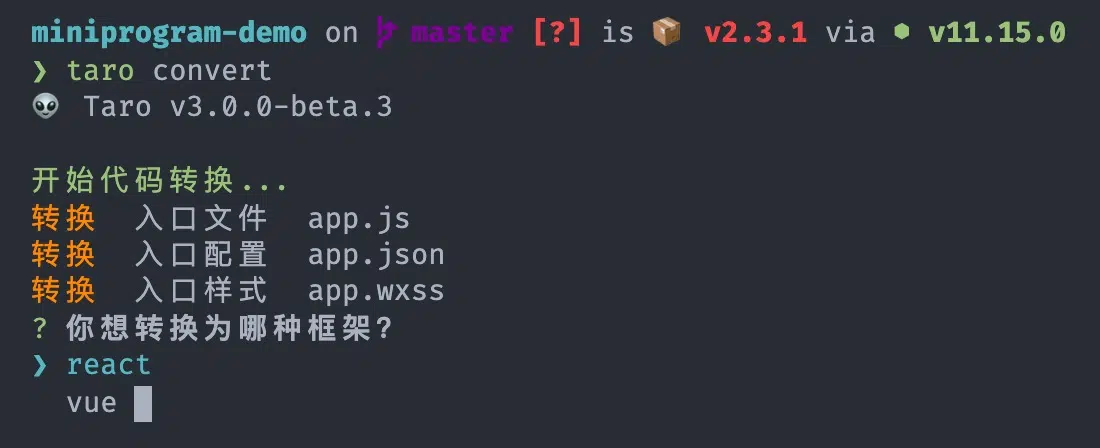 miniprogram-demo on master [?] is 📦 v2.3.1 via ⬢ v11.15.0
❯ taro convert
👽 Taro v3.0.0-beta.3
开始代码转换...
转换 入口文件 app.js
转换 入口配置 app.json
转换 入口样式 app.wxss
? 你想转换为哪种框架?
❯ react
vue